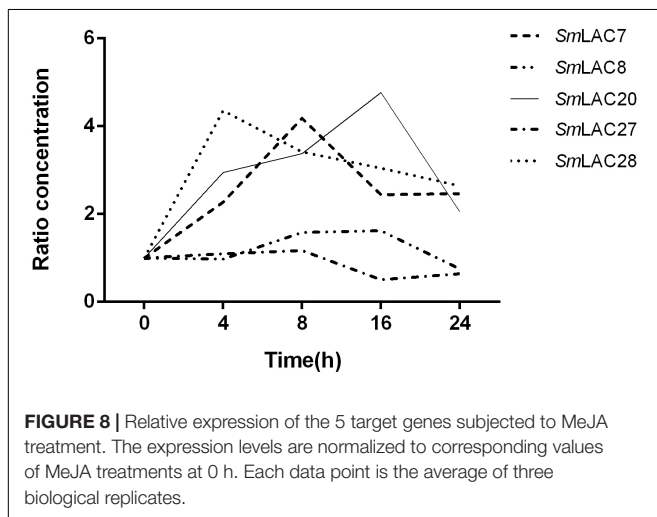 6
4
2
0
Ratio concentration
0 4 8 16 24
Time(h)
SmLAC7
SmLAC8
SmLAC20
SmLAC27
SmLAC28
FIGURE 8 | Relative expression of the 5 target genes subjected to MeJA
treatment. The expression levels are normalized to corresponding values
of MeJA treatments at 0 h. Each data point is the average of three
biological replicates.